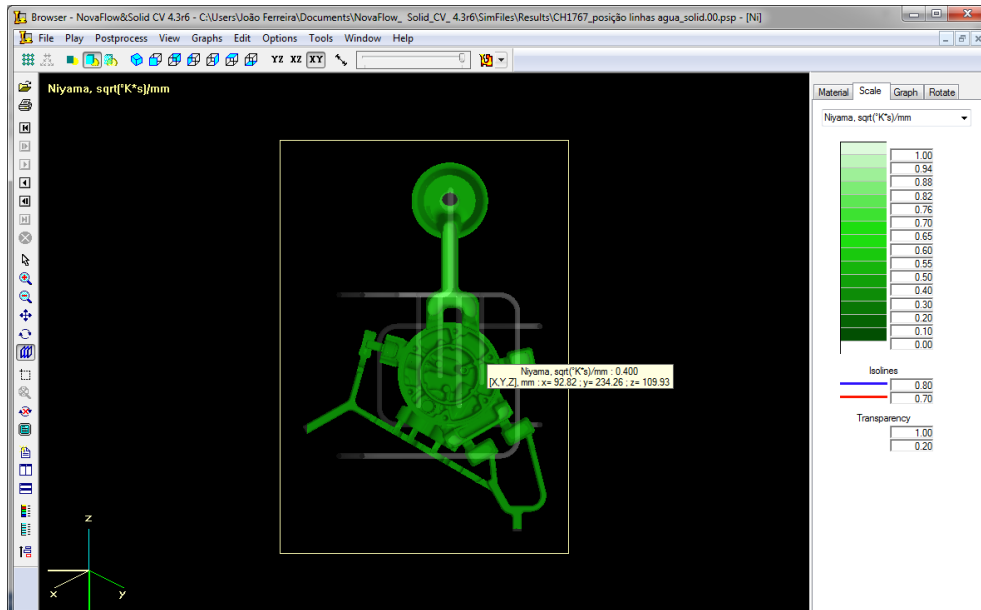 Browser - NovaFlow&Solid CV 4.3r6 - C:\Users\João Ferreira\Documents\NovaFlow_ Solid_CV_ 4.3r6\SimFiles\Results\CH1767_posição linhas agua_solid.00.psp - [Ni]
File Play Postprocess View Graphs Edit Options Tools Window Help
YZ XZ XY
Niyama, sqrt(°K*s)/mm
Material Scale Graph Rotate
Niyama, sqrt(°K*s)/mm
1.00
0.94
0.88
0.82
0.76
0.70
0.65
0.60
0.55
0.50
0.40
0.30
0.20
0.10
0.00
Niyama, sqrt(°K*s)/mm : 0.400
[X,Y,Z], mm : x= 92.82 ; y= 234.26 ; z= 109.93
Isolines
0.80
0.70
Transparency
1.00
0.20
z
x
y